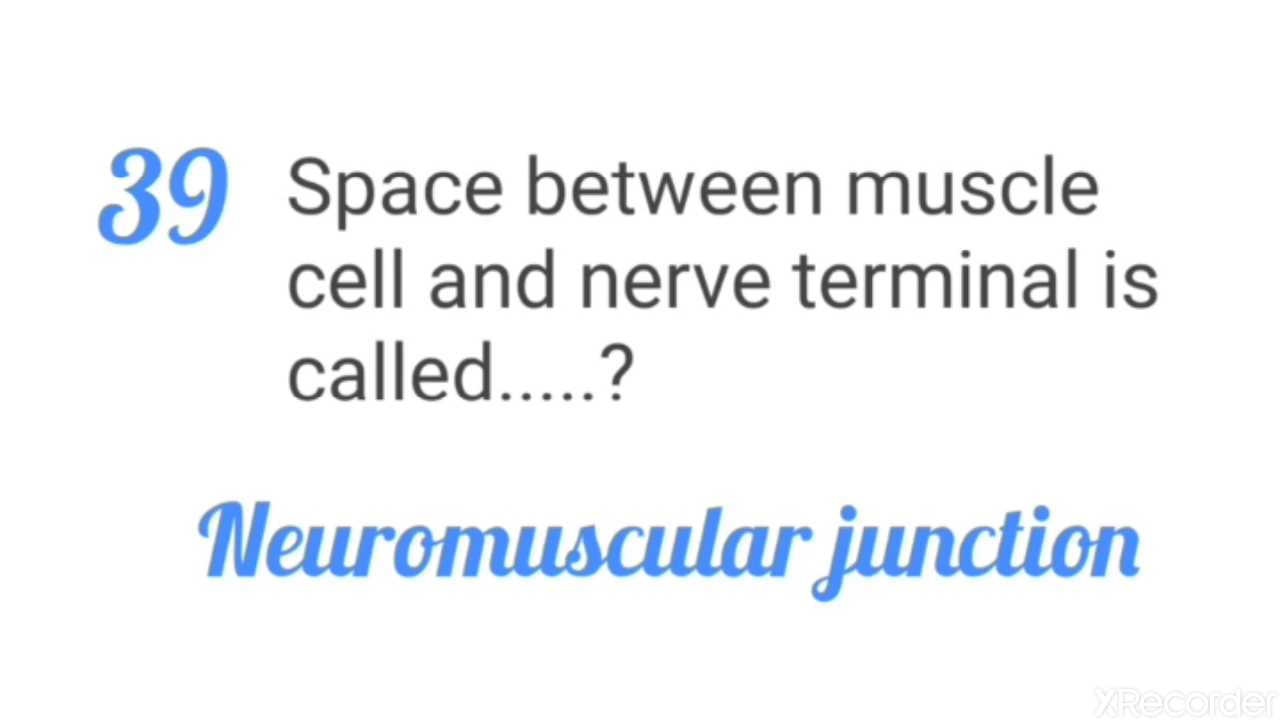 39 Space between muscle
cell and nerve terminal is
called.....?
Neuromuscular junction
XRecorder